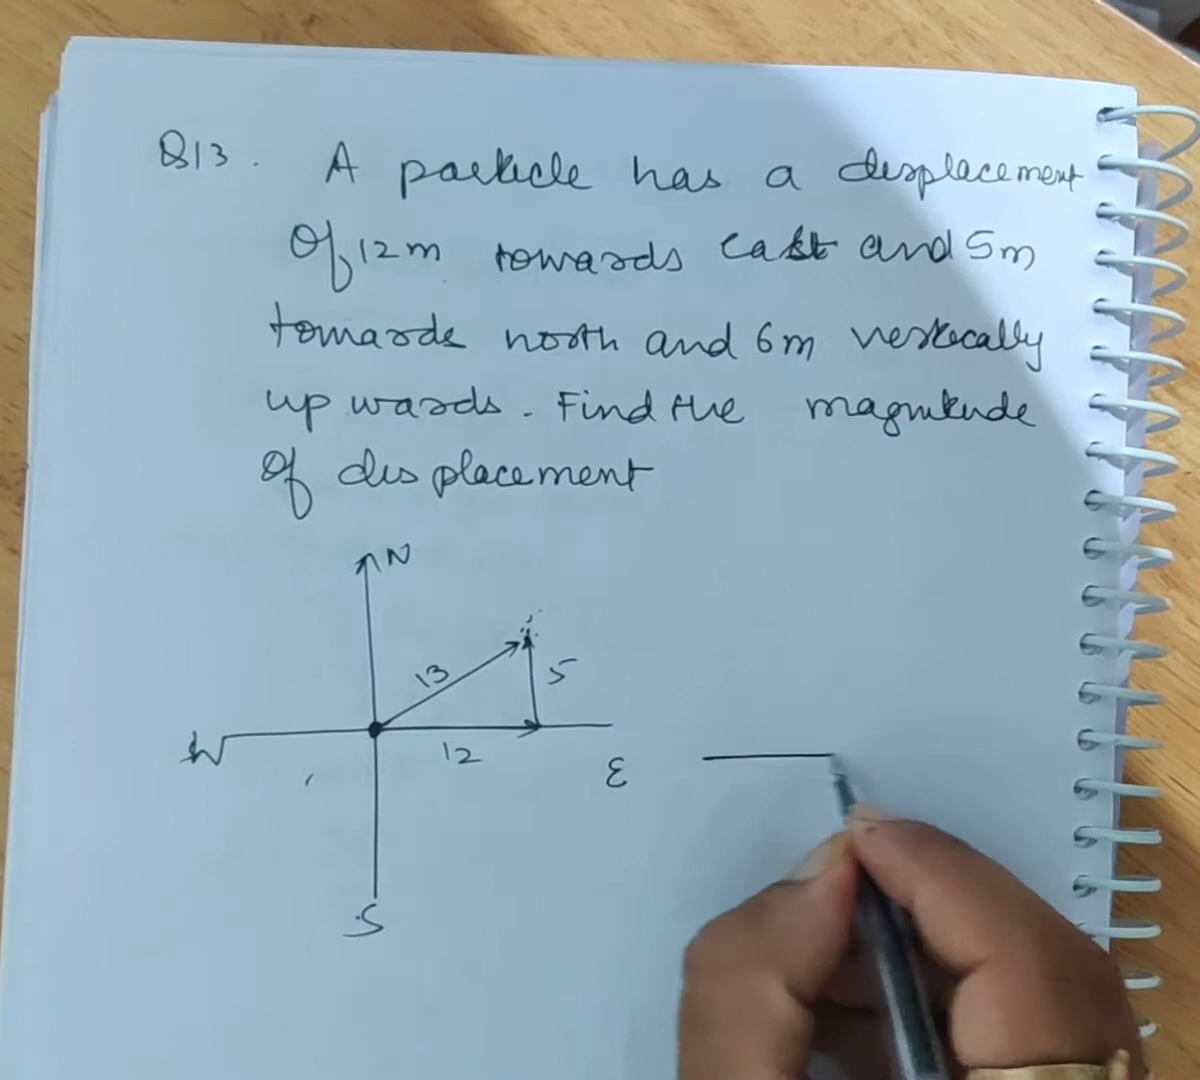 Q13. A particle has a displacement
of 12m towards east and 5m
towards north and 6m vertically
upwards. Find the magnitude
of displacement
N
13
5
W
12
E
S